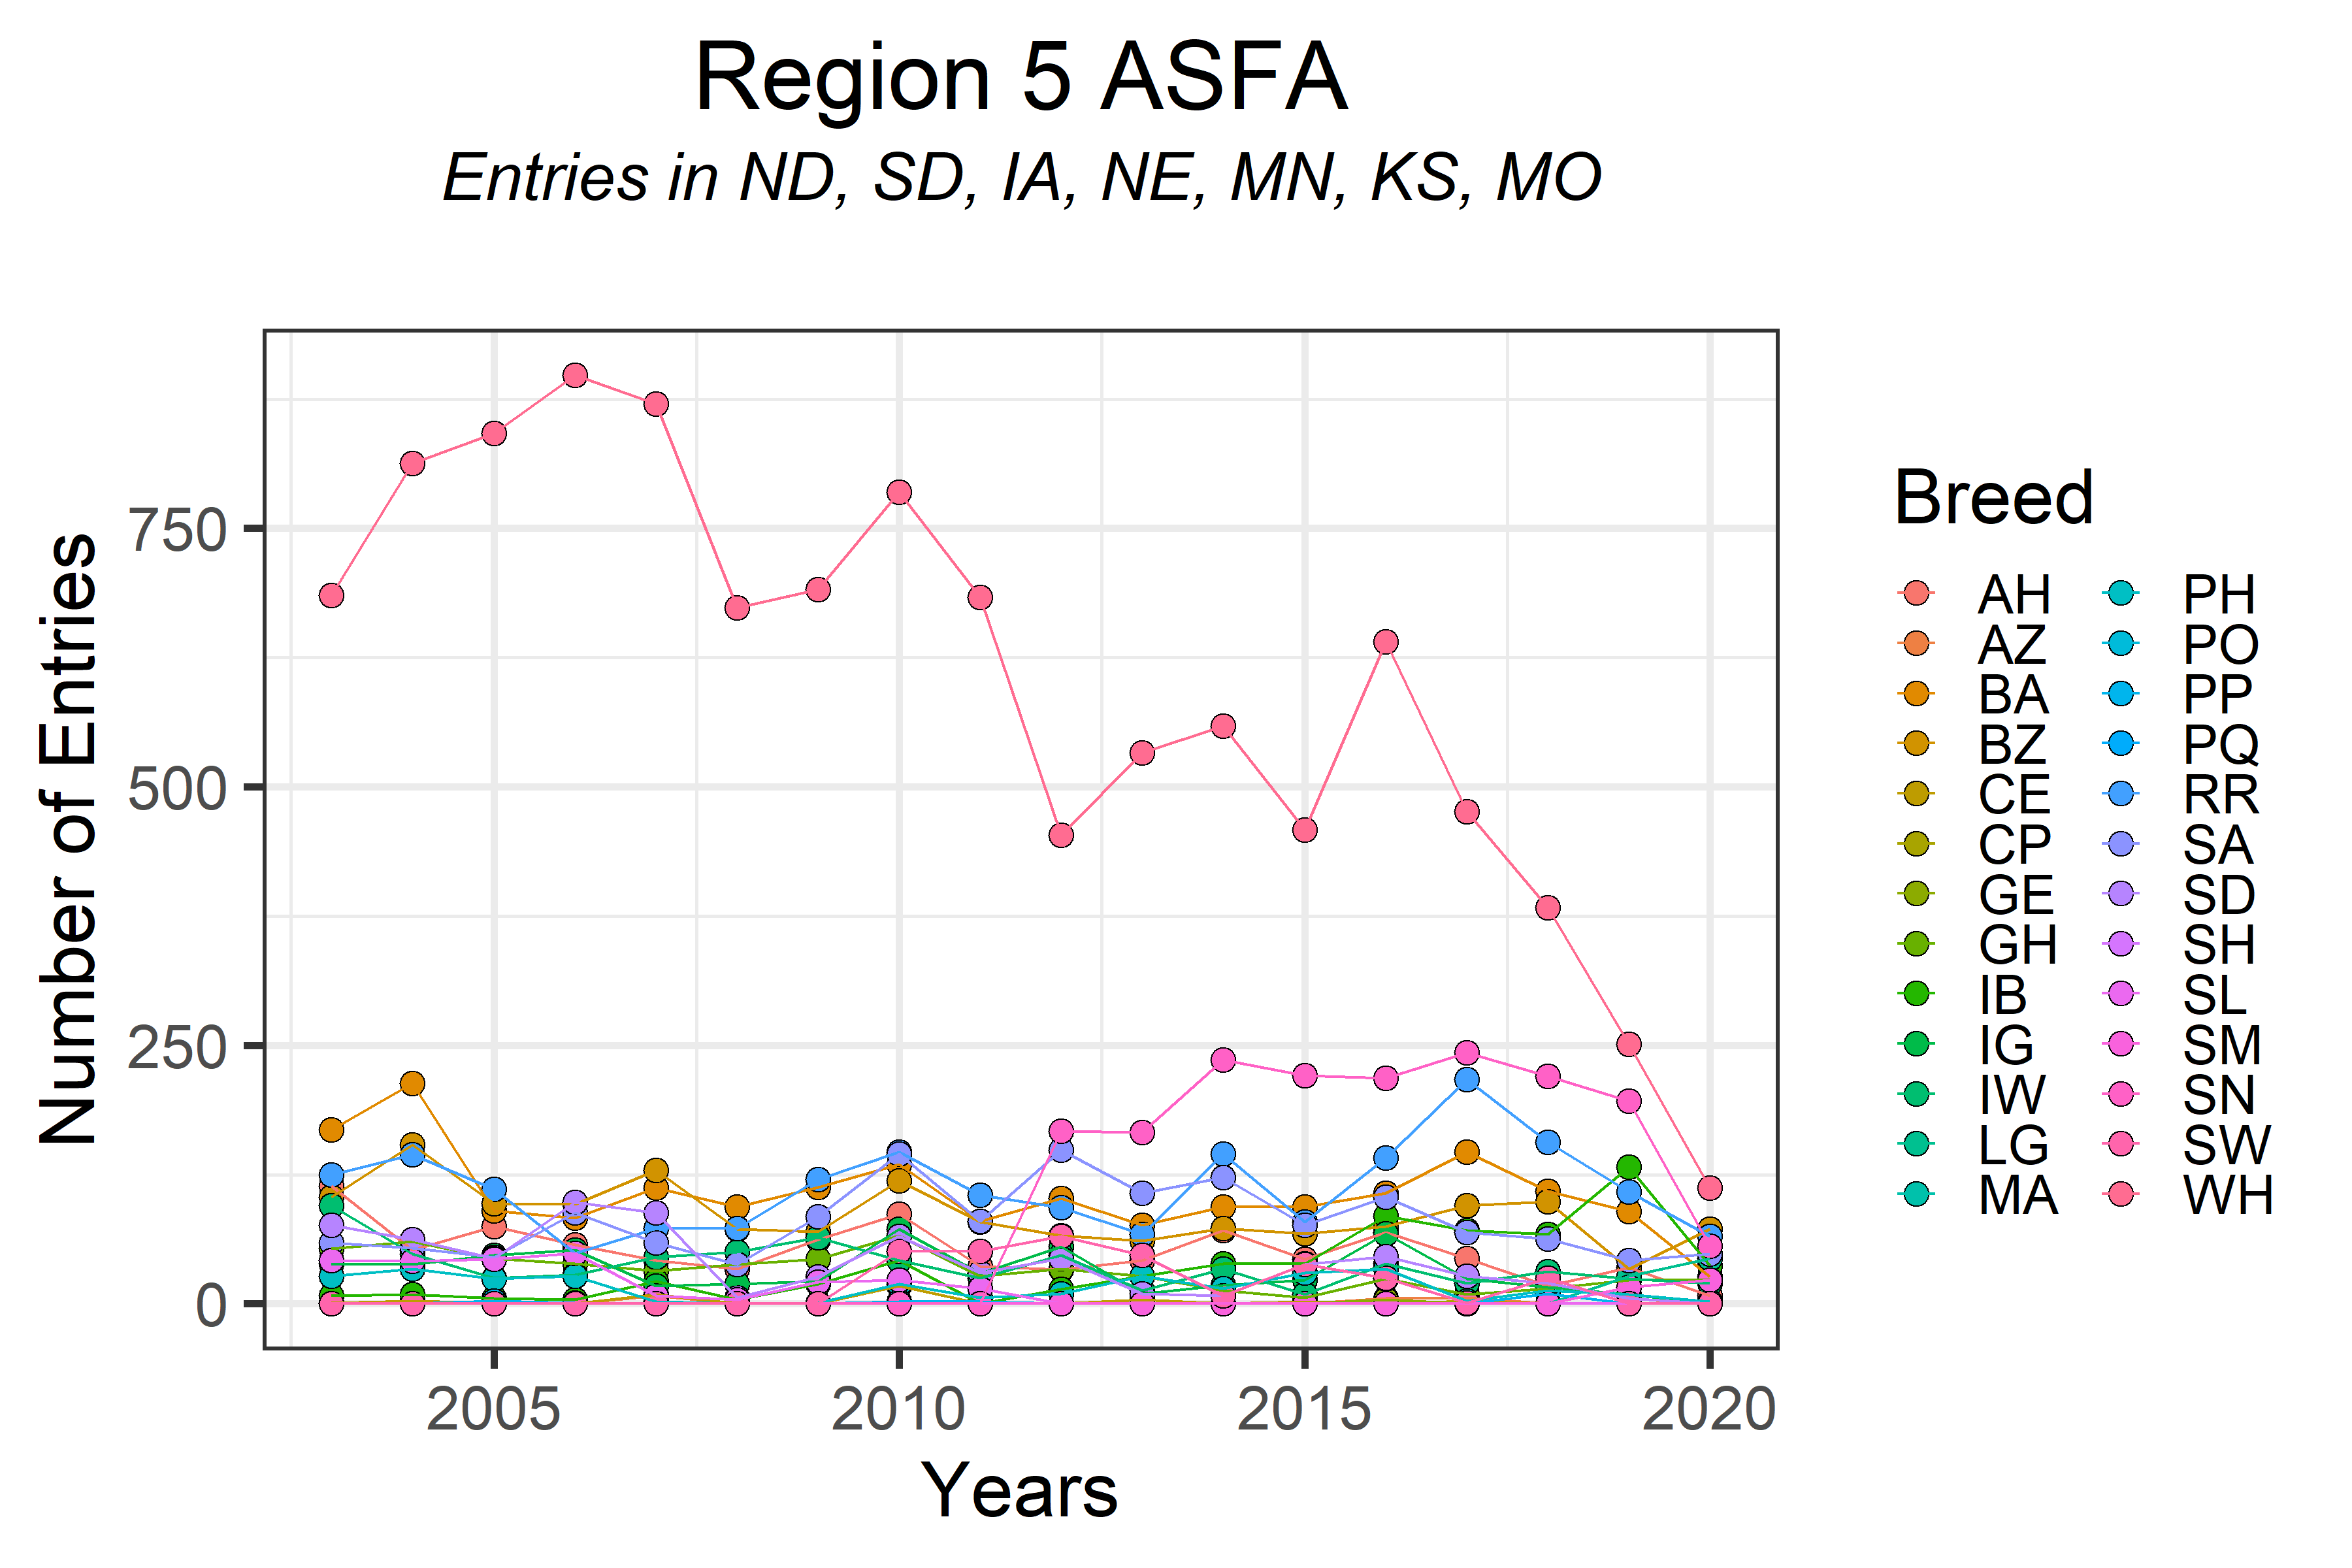 Region 5 ASFA
Entries in ND, SD, IA, NE, MN, KS, MO
Number of Entries
750
500
250
0
2005 2010 2015 2020
Years
Breed
AH PH
AZ PO
BA PP
BZ PQ
CE RR
CP SA
GE SD
GH SH
IB SL
IG SM
IW SN
LG SW
MA WH